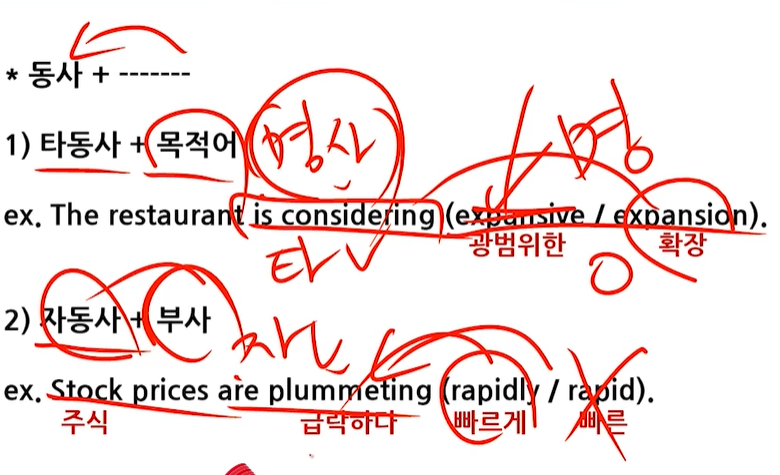 * 동사 + -------
1) 타동사 + 목적어 명사 명
ex. The restaurant is considering (expansive / expansion).
타V 광범위한 확장
2) 자동사 + 부사 자V
ex. Stock prices are plummeting (rapidly / rapid).
주식 급락하다 빠르게 빠른